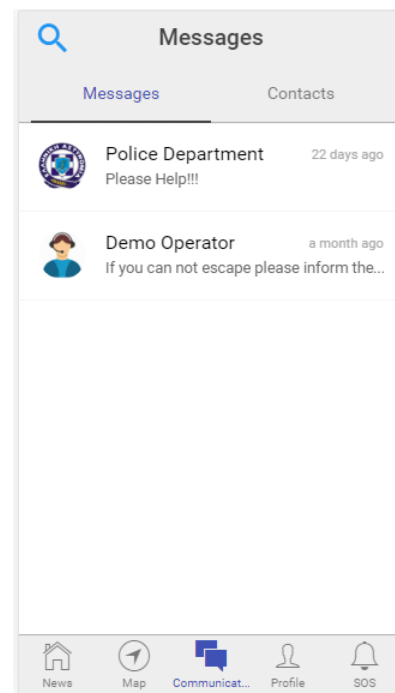 Messages
Messages
Contacts
Police Department
22 days ago
Please Help!!!
Demo Operator
a month ago
If you can not escape please inform the...
News
Map
Communicat...
Profile
SOS